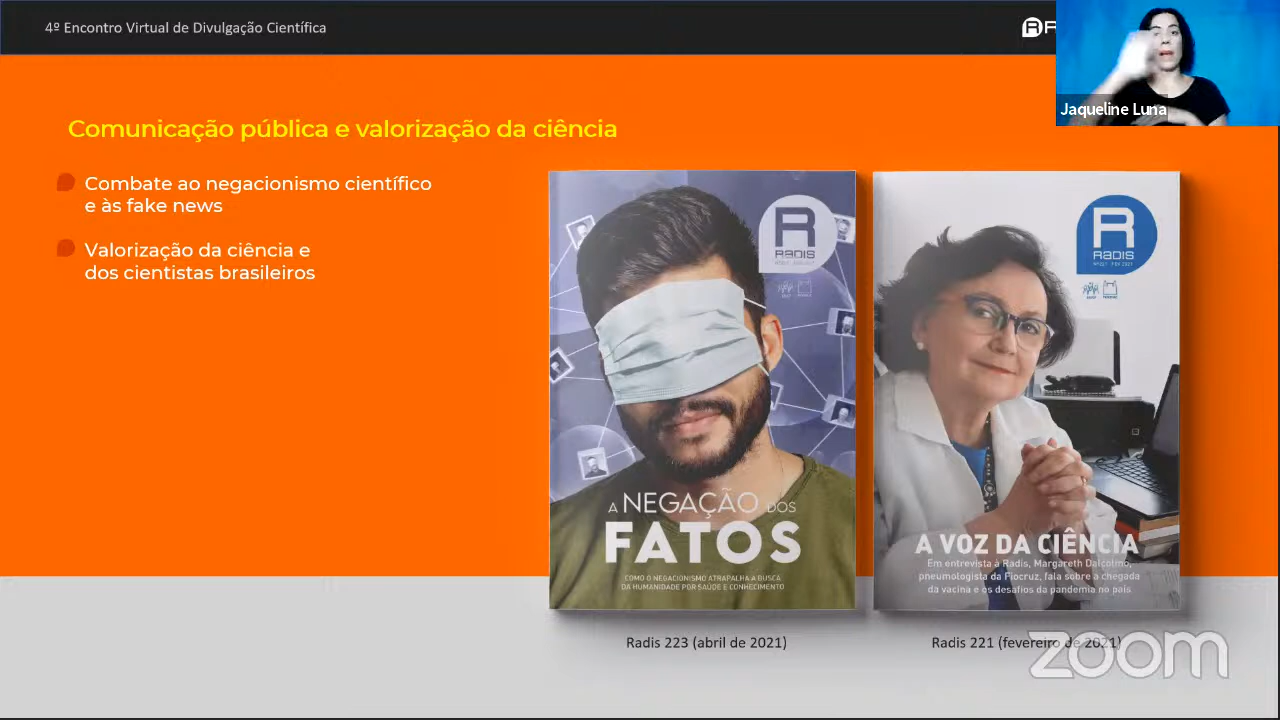 4º Encontro Virtual de Divulgação Científica
R
Jaqueline Luna
Comunicação pública e valorização da ciência
Combate ao negacionismo científico
e às fake news
Valorização da ciência e
dos cientistas brasileiros
R
RADIS
A NEGAÇÃO DOS
FATOS
COMO O NEGACIONISMO ATRAPALHA A BUSCA
DA HUMANIDADE POR SAÚDE E CONHECIMENTO
R
RADIS
A VOZ DA CIÊNCIA
Em entrevista à Radis, Margareth Dalcolmo,
pneumologista da Fiocruz, fala sobre a chegada
da vacina e os desafios da pandemia no país
Radis 223 (abril de 2021)
Radis 221 (fevereiro de 2021)
zoom